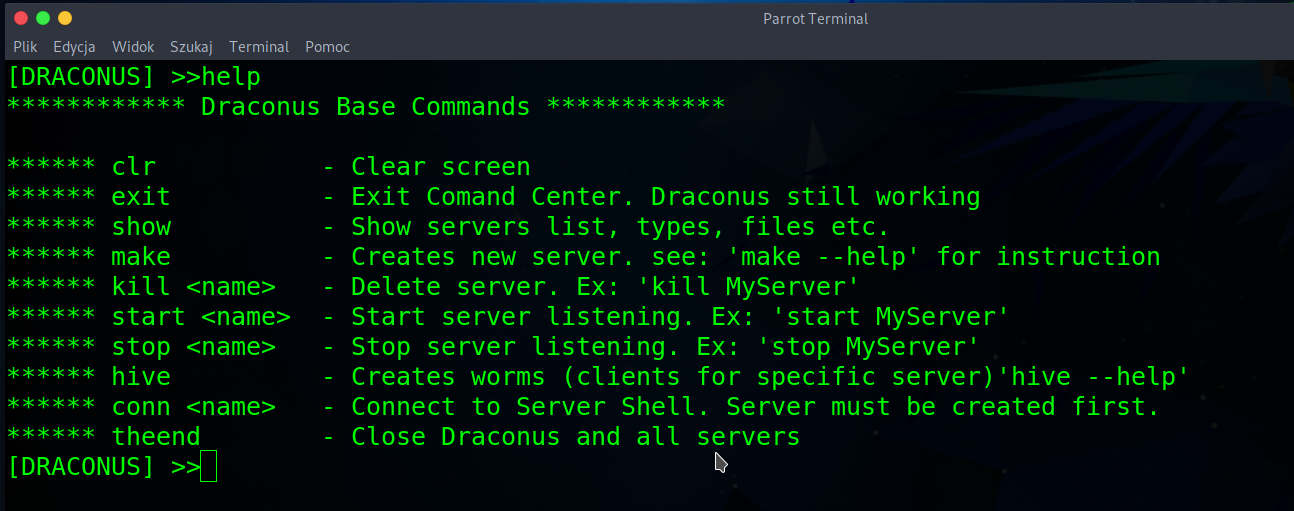 Parrot Terminal
Plik Edycja Widok Szukaj Terminal Pomoc
[DRACONUS] >>help
************ Draconus Base Commands ************
****** clr - Clear screen
****** exit - Exit Comand Center. Draconus still working
****** show - Show servers list, types, files etc.
****** make - Creates new server. see: 'make --help' for instruction
****** kill <name> - Delete server. Ex: 'kill MyServer'
****** start <name> - Start server listening. Ex: 'start MyServer'
****** stop <name> - Stop server listening. Ex: 'stop MyServer'
****** hive - Creates worms (clients for specific server)'hive --help'
****** conn <name> - Connect to Server Shell. Server must be created first.
****** theend - Close Draconus and all servers
[DRACONUS] >>